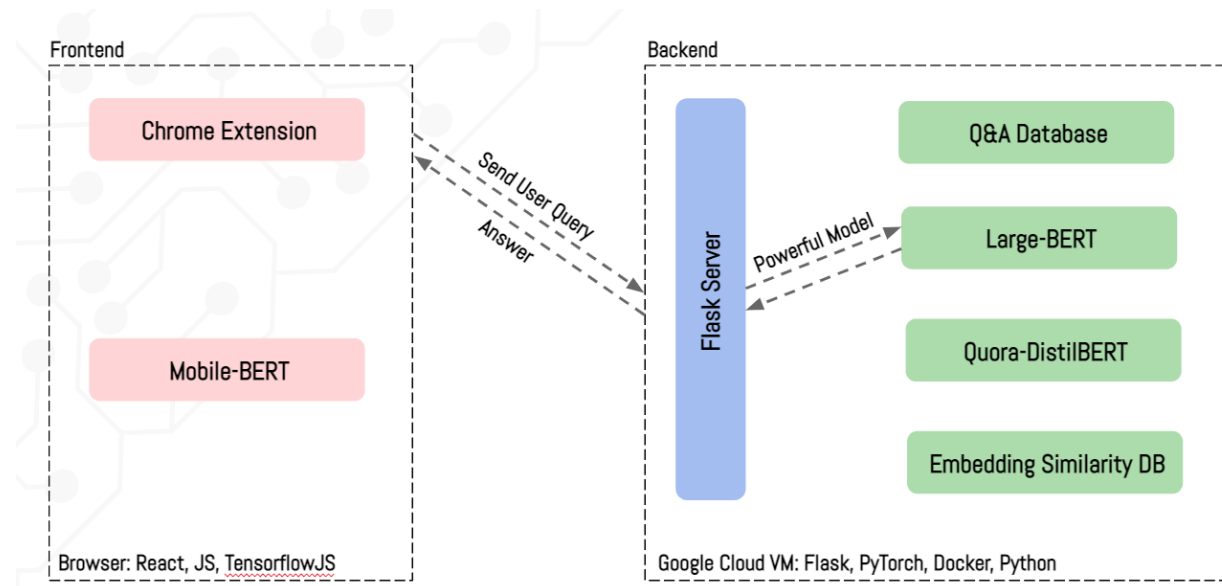 Frontend
Chrome Extension
Mobile-BERT
Browser: React, JS, TensorflowJS
Send User Query
Answer
Backend
Flask Server
Powerful Model
Q&A Database
Large-BERT
Quora-DistilBERT
Embedding Similarity DB
Google Cloud VM: Flask, PyTorch, Docker, Python